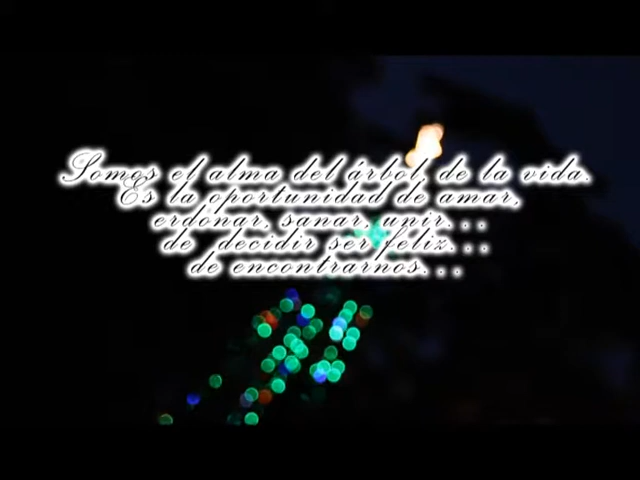 Somos el alma del árbol de la vida.
Es la oportunidad de amar,
erdonar, sanar, unir...
de decidir ser feliz...
de encontrarnos...